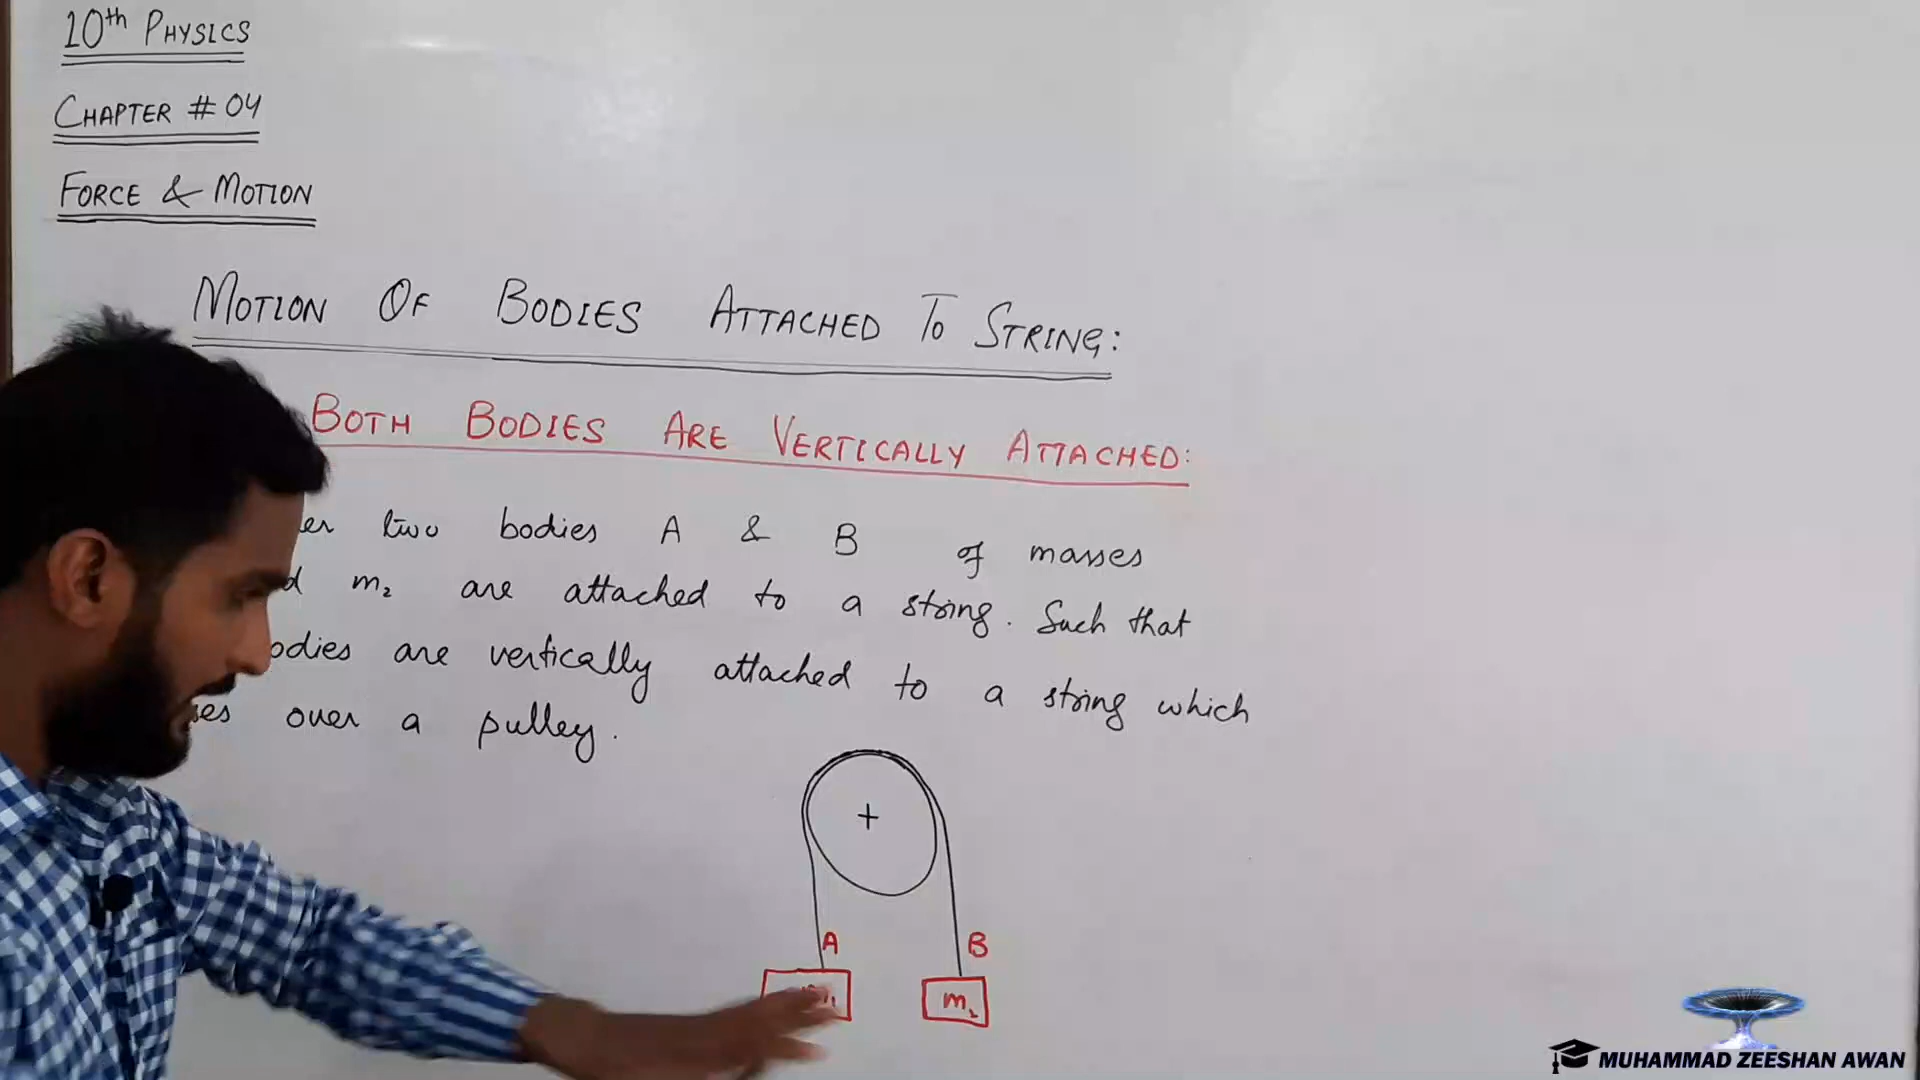 10th PHYSICS
CHAPTER # 04
FORCE & MOTION
MOTION OF BODIES ATTACHED TO STRING:
BOTH BODIES ARE VERTICALLY ATTACHED:
two bodies A & B of masses
m₂ are attached to a string. Such that
are vertically attached to a string which
over a pulley.
+
A B
m₁ m₂
MUHAMMAD ZEESHAN AWAN